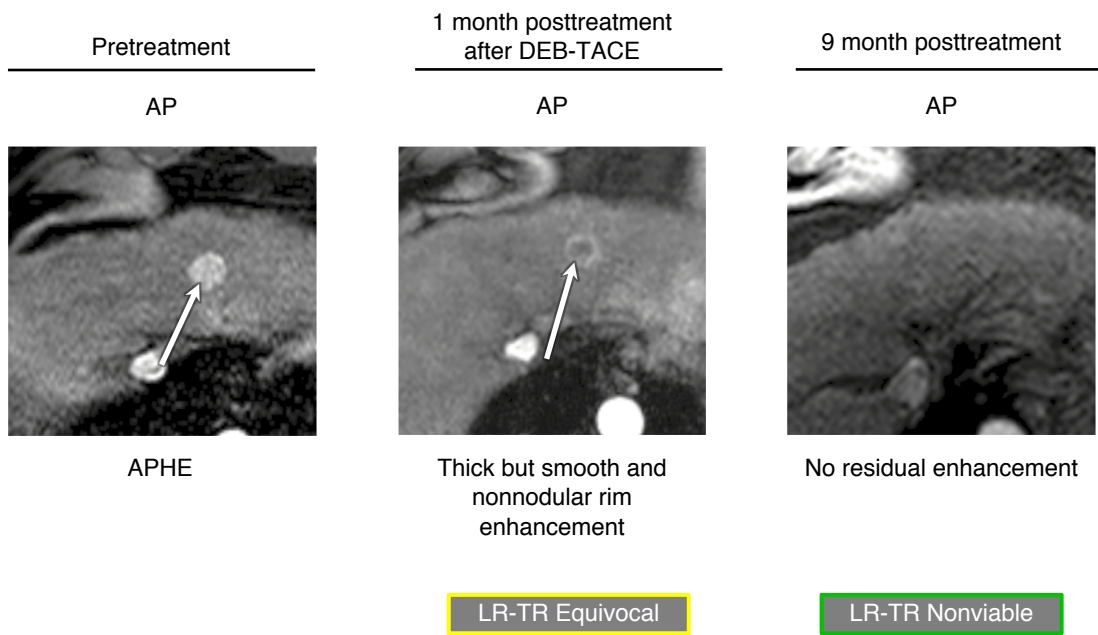 Pretreatment
1 month posttreatment
after DEB-TACE
9 month posttreatment
AP
AP
AP
APHE
Thick but smooth and
nonnodular rim
enhancement
No residual enhancement
LR-TR Equivocal
LR-TR Nonviable